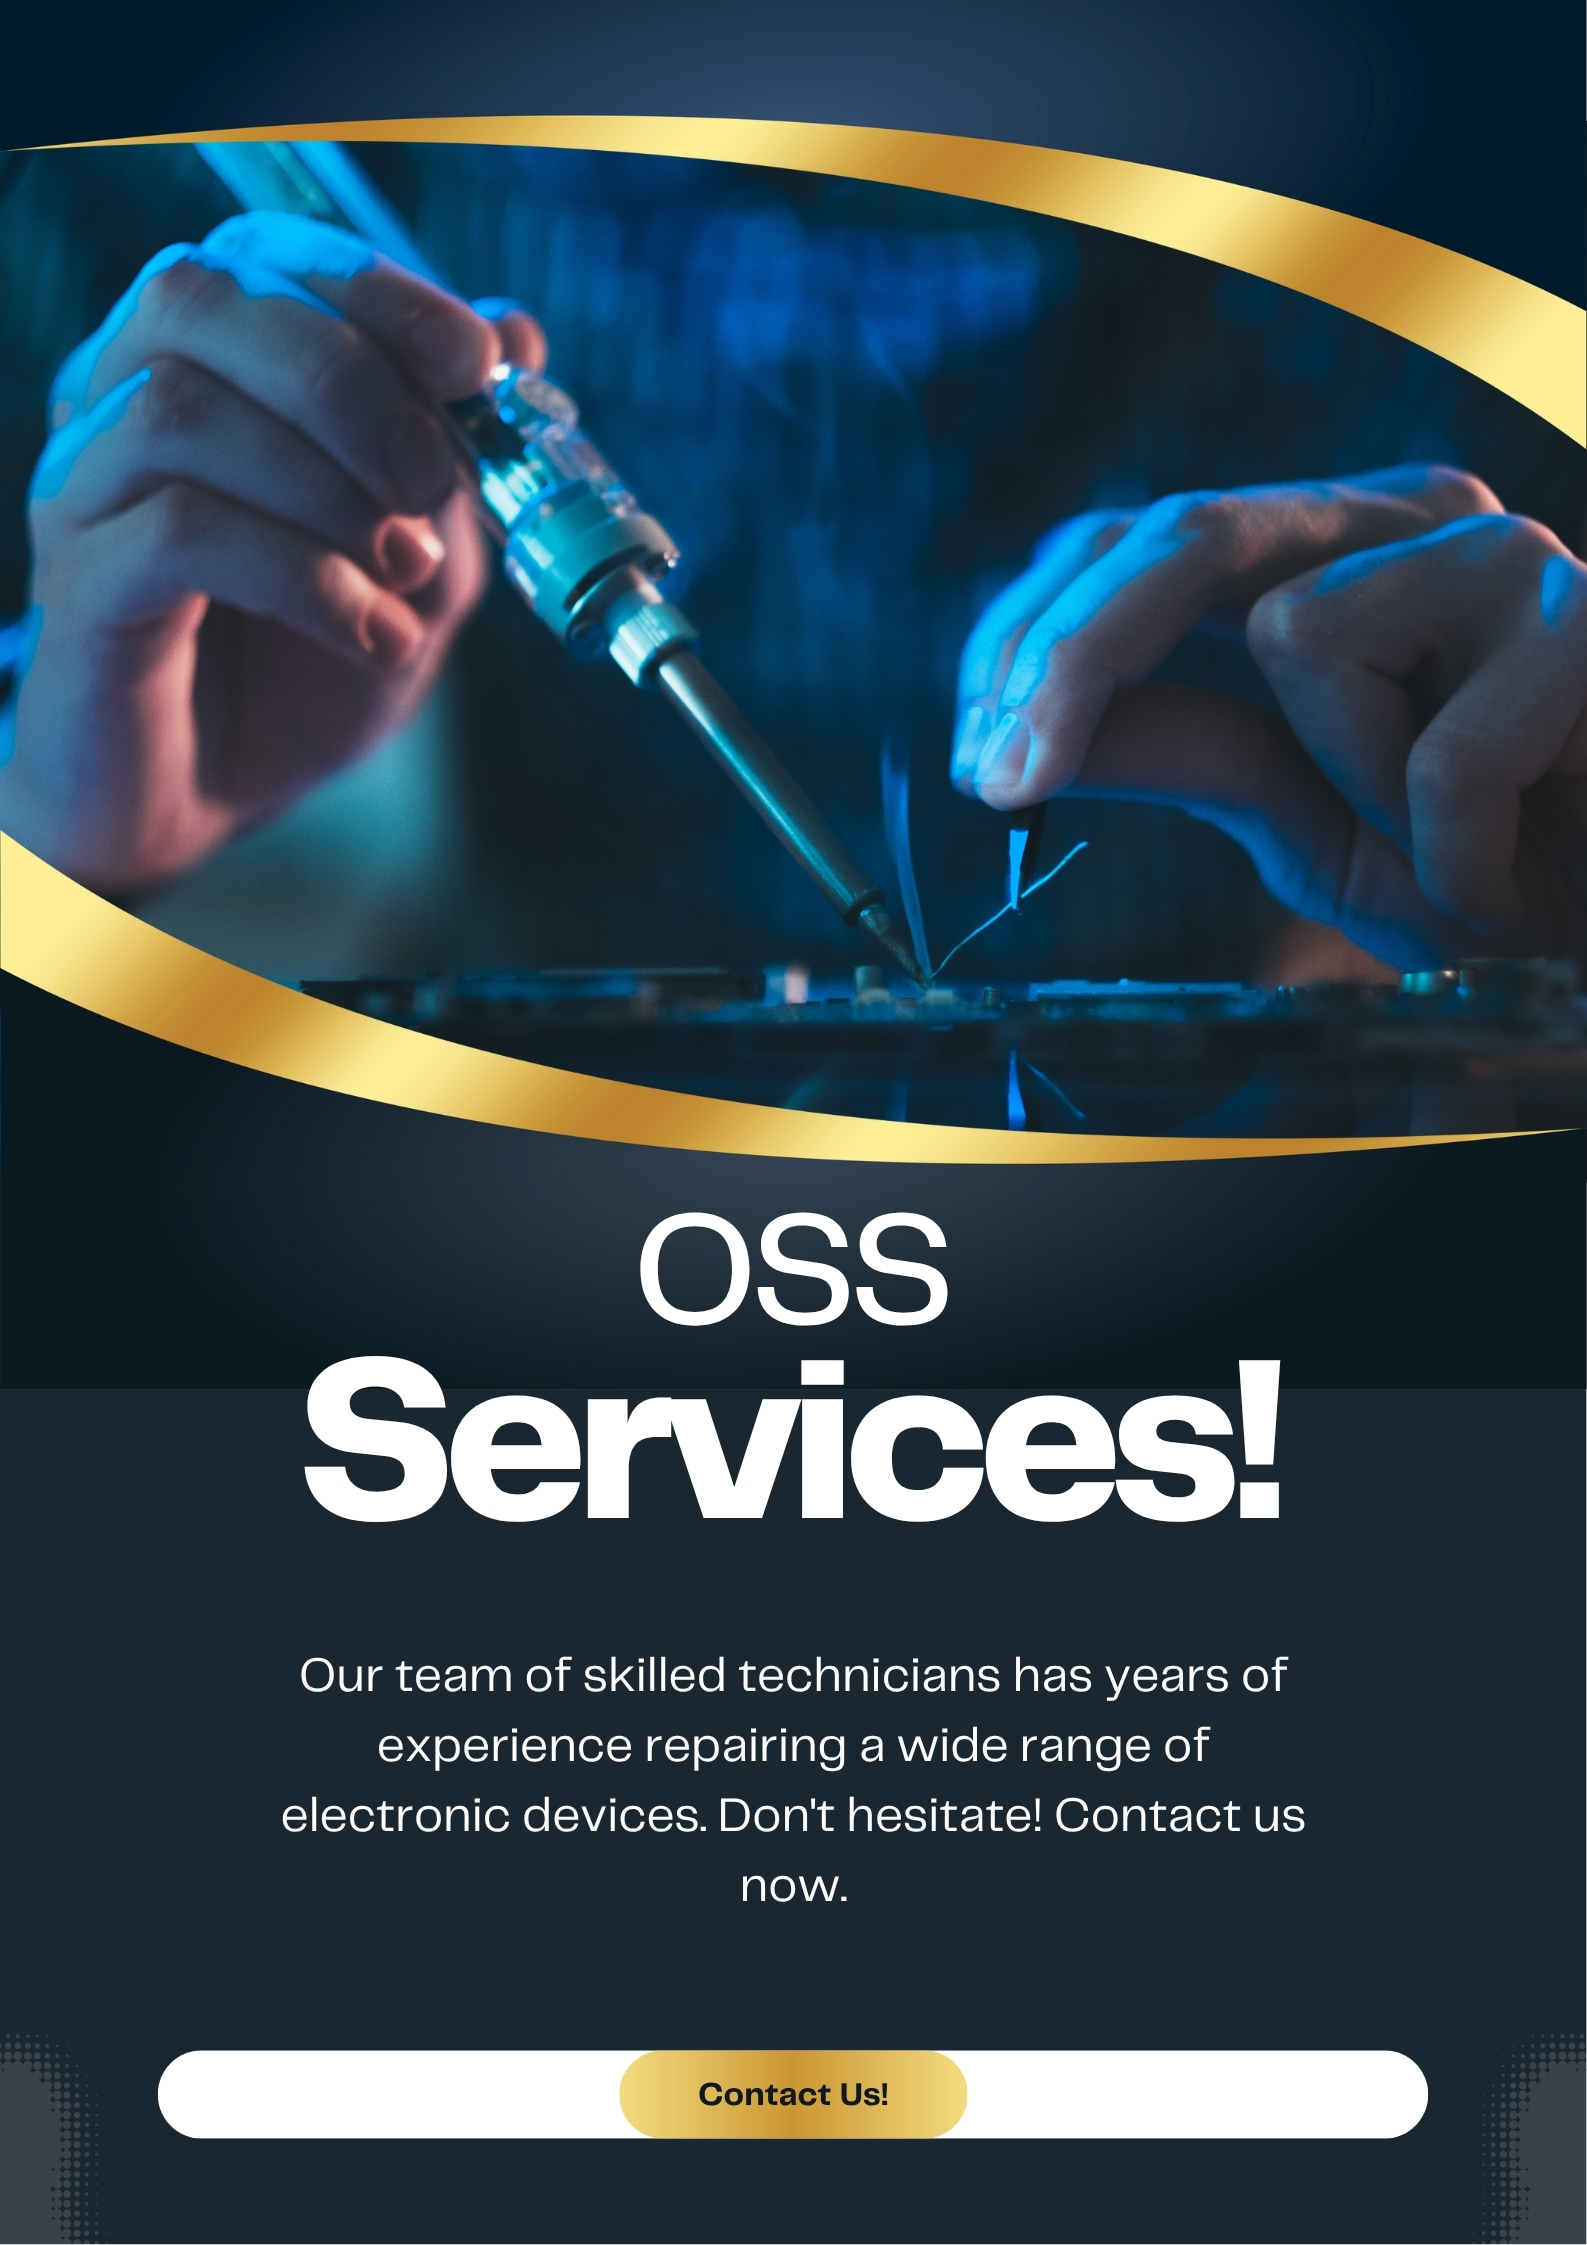 OSS
Services!
Our team of skilled technicians has years of
experience repairing a wide range of
electronic devices. Don't hesitate! Contact us
now.
Contact Us!